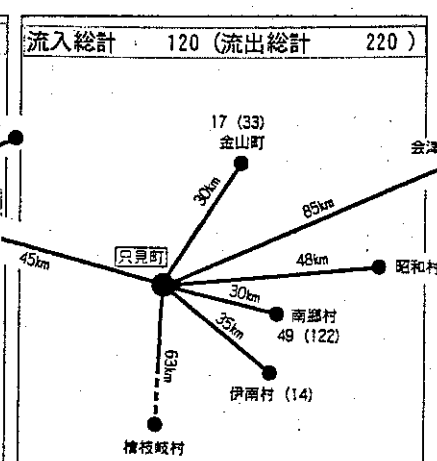 流入総計 120 (流出総計 220 )
17 (33)
金山町
会津
30km
85km
只見町
48km
昭和村
45km
30km
南郷村
49 (122)
35km
伊南村 (14)
63km
檜枝岐村